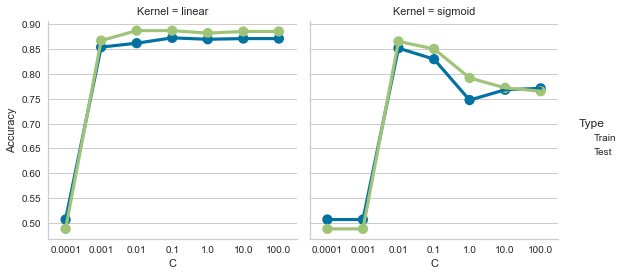 Kernel = linear
Kernel = sigmoid
Accuracy
0.90
0.85
0.80
0.75
0.70
0.65
0.60
0.55
0.50
0.0001 0.001 0.01 0.1 1.0 10.0 100.0
C
0.0001 0.001 0.01 0.1 1.0 10.0 100.0
C
Type
Train
Test